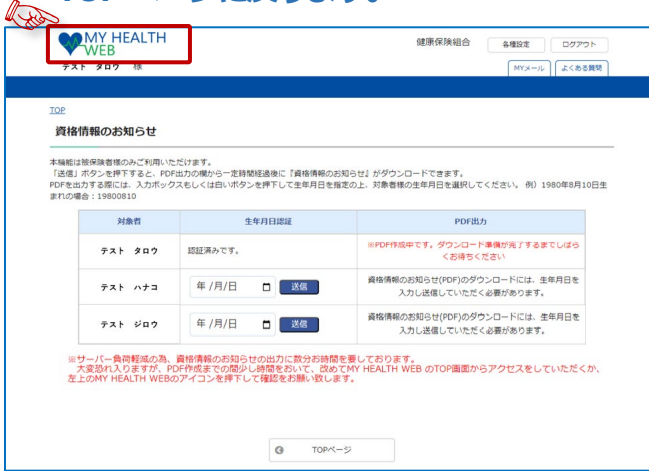 MY HEALTH
WEB
健康保険組合
各種設定
ログアウト
テスト タロウ 様
MYメール
よくある質問
TOP
資格情報のお知らせ
本機能は被保険者様のみご利用いただけます。
「送信」ボタンを押下すると、PDF出力の欄から一定時間経過後に『資格情報のお知らせ』がダウンロードできます。
PDFを出力する際には、入力ボックスもしくは白いボタンを押下して生年月日を指定の上、対象者様の生年月日を選択してください。 例）1980年8月10日生
まれの場合：19800810
対象者 生年月日認証 PDF出力
テスト タロウ 認証済みです。 ※PDF作成中です。ダウンロード準備が完了するまでしばら
くお待ちください
テスト ハナコ 年 /月/日 送信 資格情報のお知らせ(PDF)のダウンロードには、生年月日を
入力し送信していただく必要があります。
テスト ジロウ 年 /月/日 送信 資格情報のお知らせ(PDF)のダウンロードには、生年月日を
入力し送信していただく必要があります。
※サーバー負荷軽減の為、資格情報のお知らせの出力に数分お時間を要しております。
大変恐れ入りますが、PDF作成までの間少し時間をおいて、改めてMY HEALTH WEB のTOP画面からアクセスをしていただくか、
左上のMY HEALTH WEBのアイコンを押下して確認をお願い致します。
TOPページ